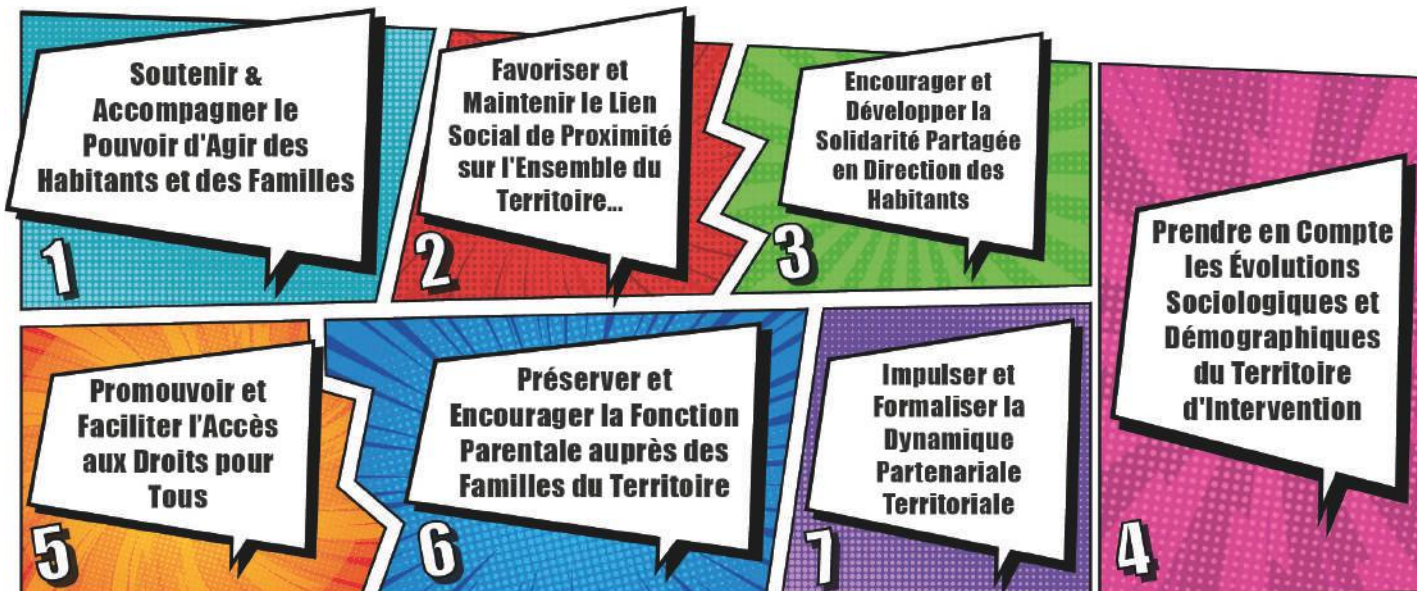 Soutenir &
Accompagner le
Pouvoir d'Agir des
Habitants et des Familles
1
Favoriser et
Maintenir le Lien
Social de Proximité
sur l'Ensemble du
Territoire...
2
Encourager et
Développer la
Solidarité Partagée
en Direction des
Habitants
3
Prendre en Compte
les Évolutions
Sociologiques et
Démographiques
du Territoire
d'Intervention
4
Promouvoir et
Faciliter l'Accès
aux Droits pour
Tous
5
Préserver et
Encourager la Fonction
Parentale auprès des
Familles du Territoire
6
Impulser et
Formaliser la
Dynamique
Partenariale
Territoriale
7